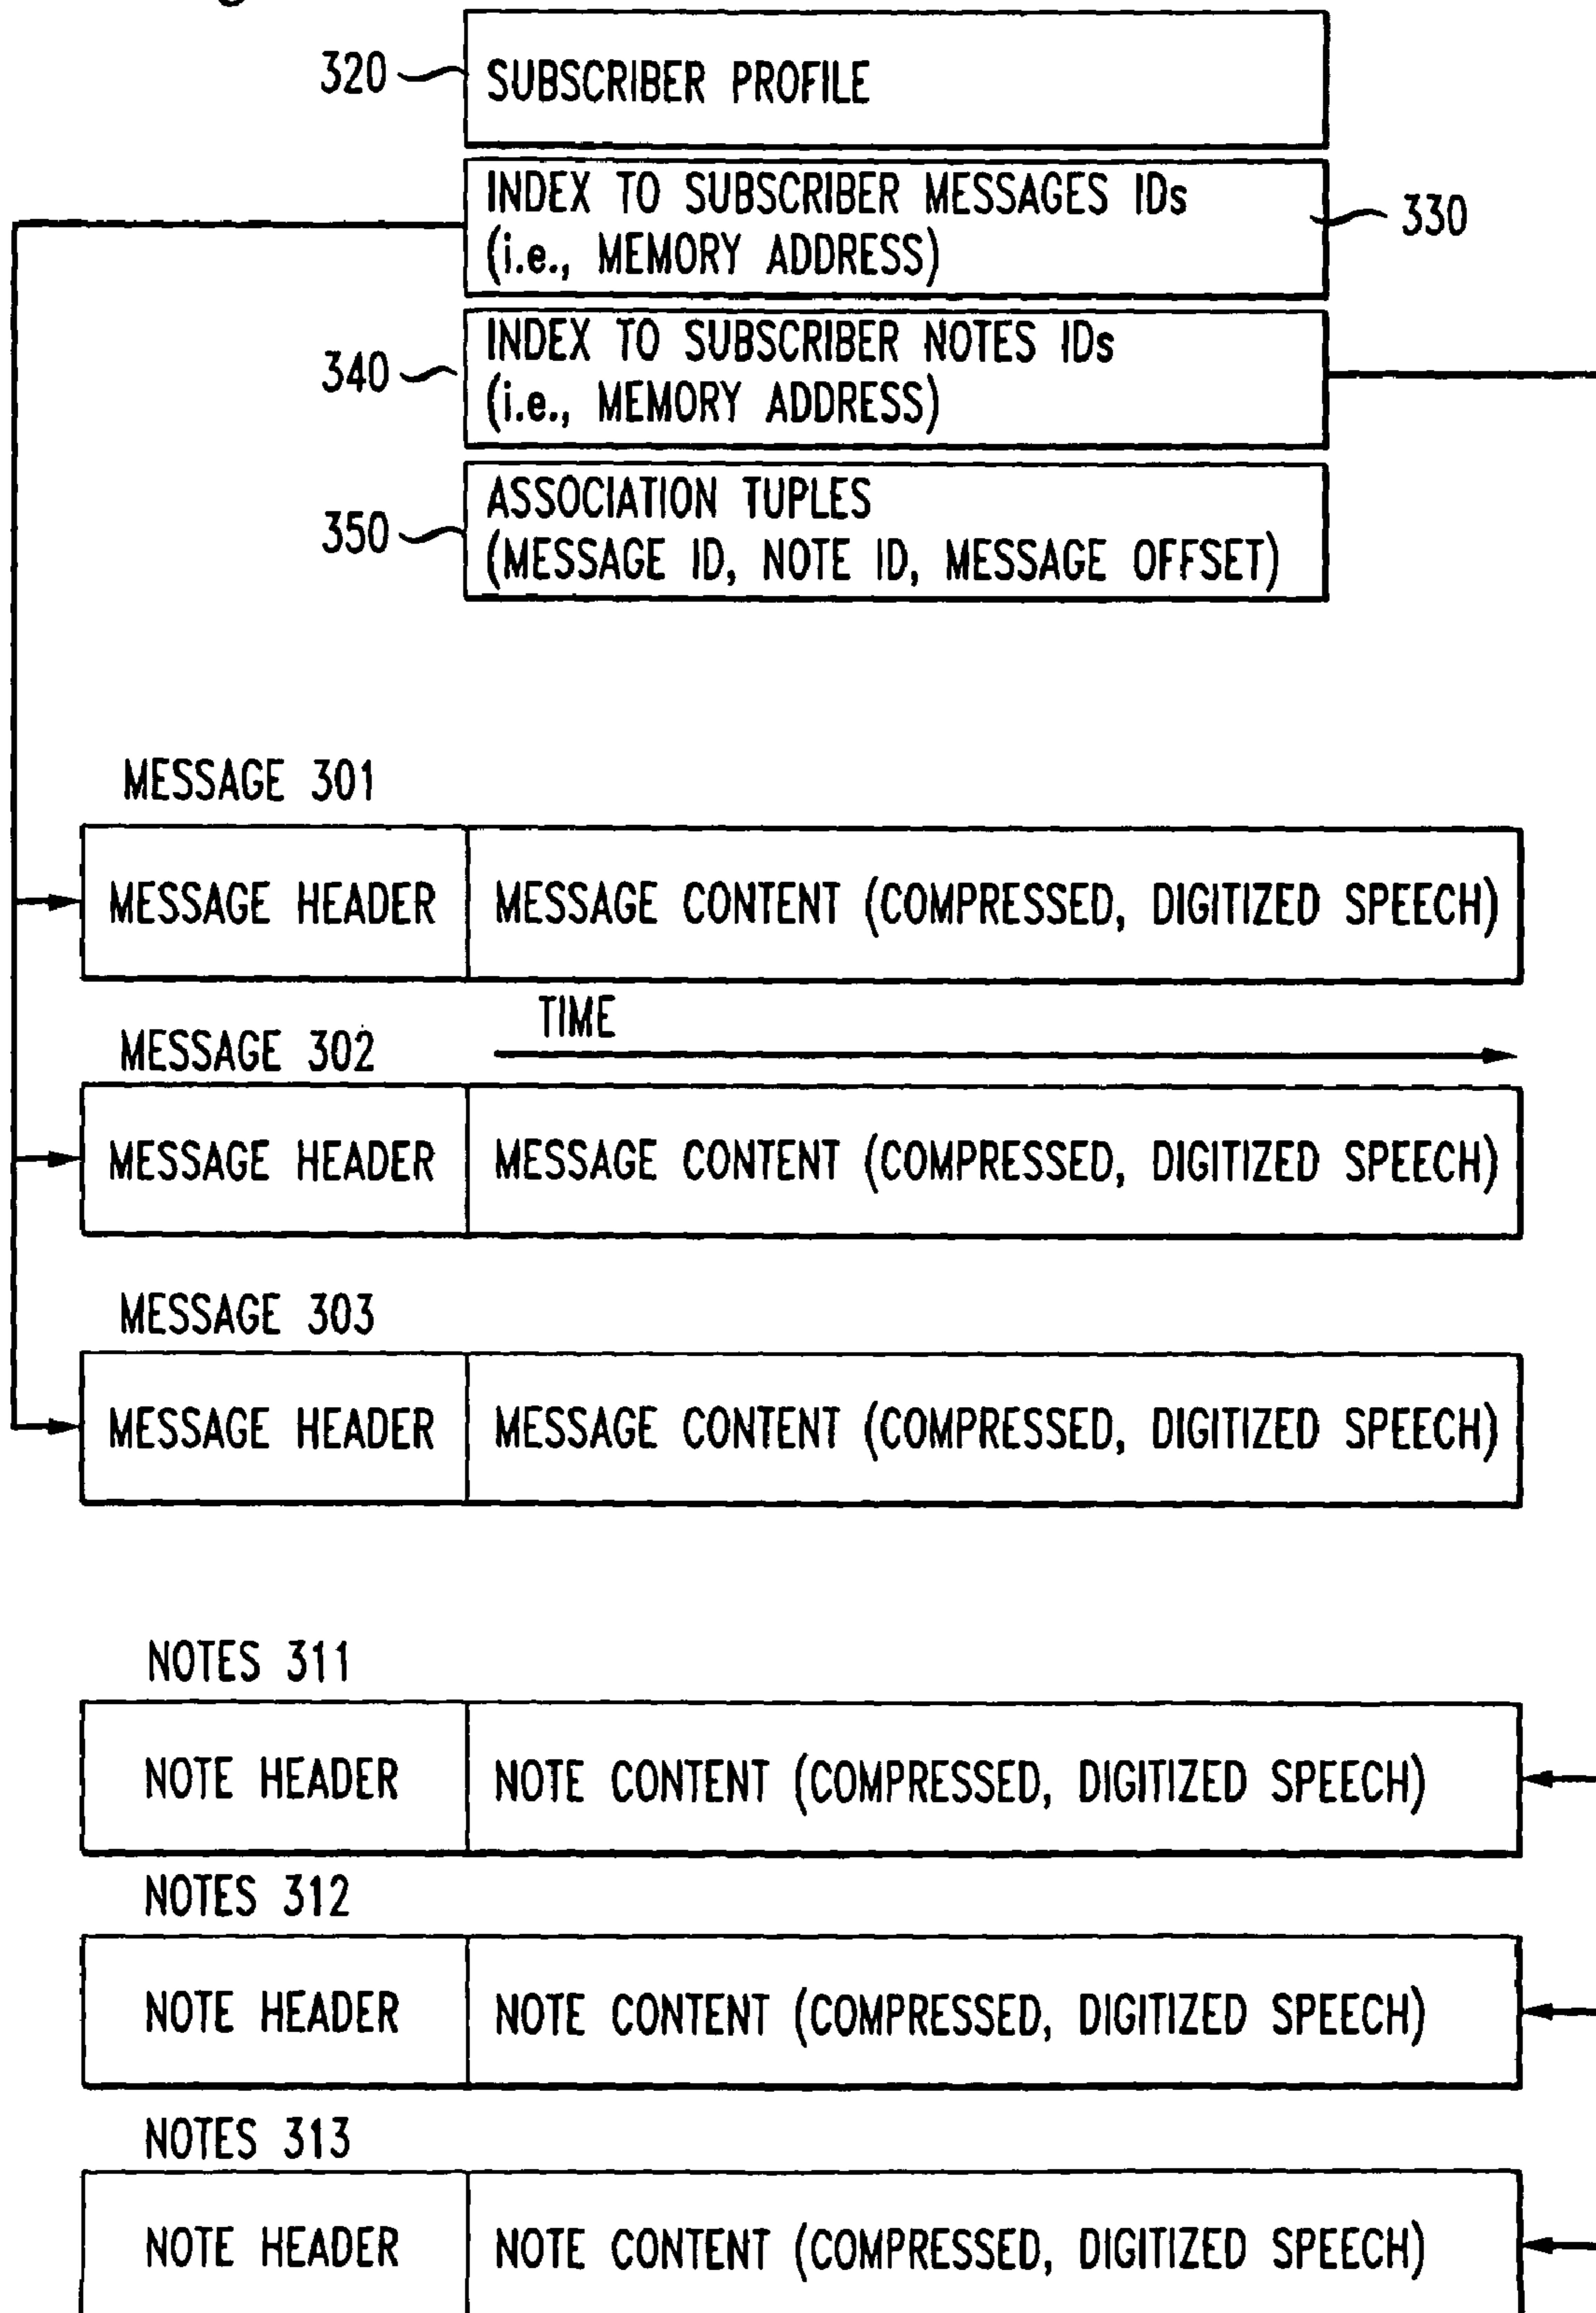 320
SUBSCRIBER PROFILE
INDEX TO SUBSCRIBER MESSAGES IDs
(i.e., MEMORY ADDRESS)
330
340
INDEX TO SUBSCRIBER NOTES IDs
(i.e., MEMORY ADDRESS)
350
ASSOCIATION TUPLES
(MESSAGE ID, NOTE ID, MESSAGE OFFSET)
MESSAGE 301
MESSAGE HEADER
MESSAGE CONTENT (COMPRESSED, DIGITIZED SPEECH)
TIME
MESSAGE 302
MESSAGE HEADER
MESSAGE CONTENT (COMPRESSED, DIGITIZED SPEECH)
MESSAGE 303
MESSAGE HEADER
MESSAGE CONTENT (COMPRESSED, DIGITIZED SPEECH)
NOTES 311
NOTE HEADER
NOTE CONTENT (COMPRESSED, DIGITIZED SPEECH)
NOTES 312
NOTE HEADER
NOTE CONTENT (COMPRESSED, DIGITIZED SPEECH)
NOTES 313
NOTE HEADER
NOTE CONTENT (COMPRESSED, DIGITIZED SPEECH)